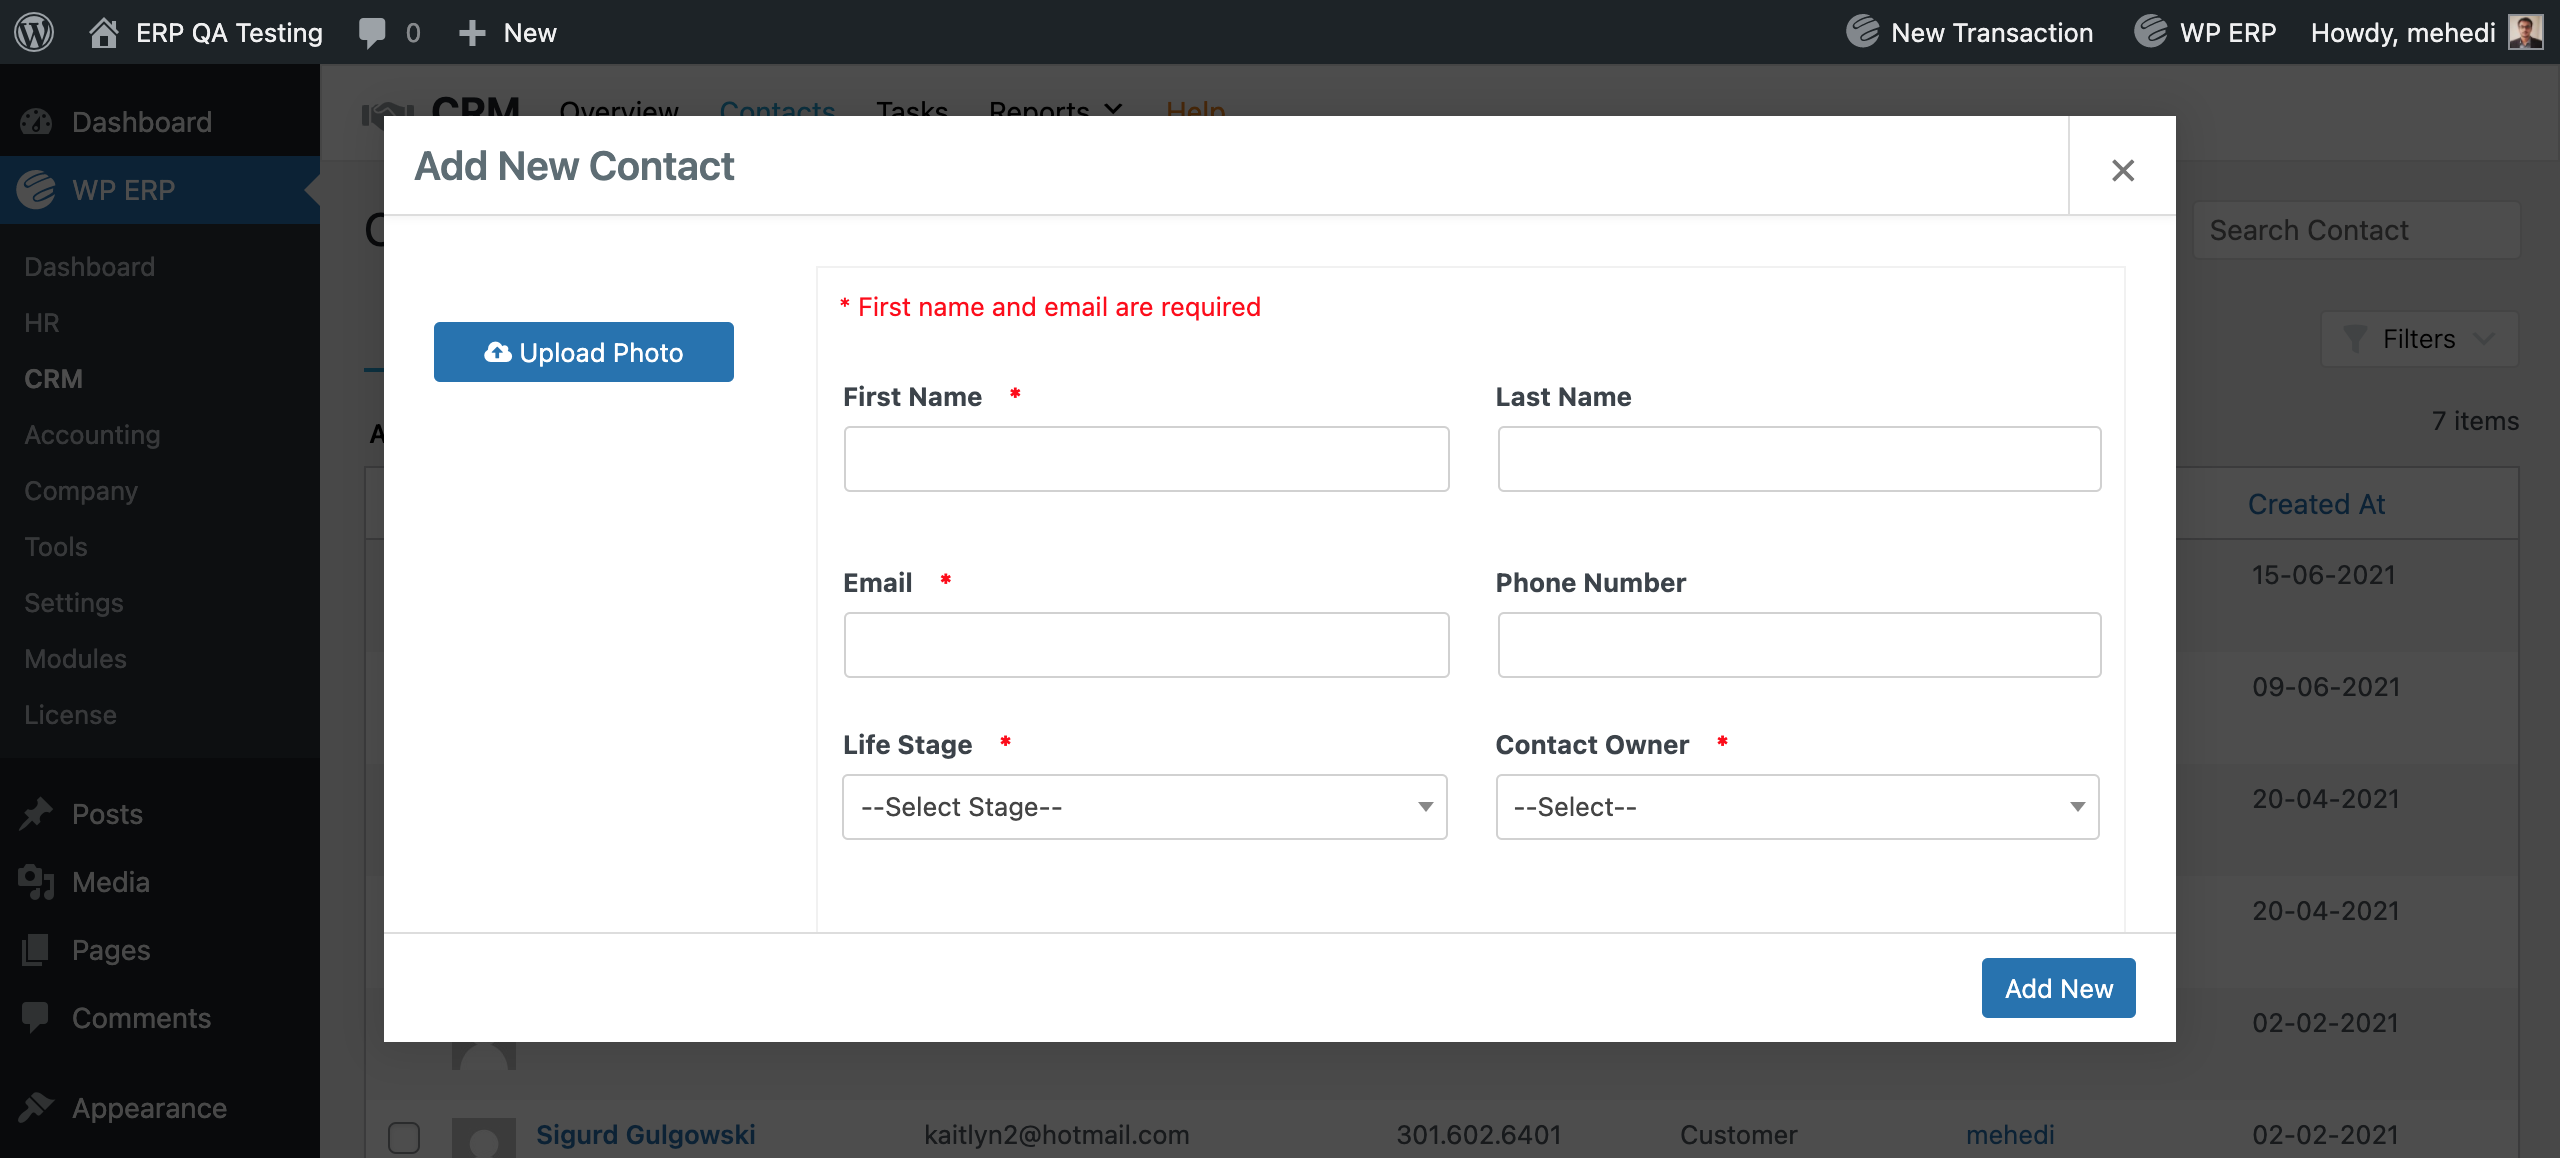 ERP QA Testing 0 New New Transaction WP ERP Howdy, mehedi
Dashboard
WP ERP
Dashboard
HR
CRM
Accounting
Company
Tools
Settings
Modules
License
Posts
Media
Pages
Comments
Appearance
CRM Overview Contacts Tasks Reports Help
Search Contact
Filters
7 items
Created At
15-06-2021
09-06-2021
20-04-2021
20-04-2021
02-02-2021
Sigurd Gulgowski kaitlyn2@hotmail.com 301.602.6401 Customer mehedi 02-02-2021
Add New Contact
Upload Photo
* First name and email are required
First Name * Last Name
Email * Phone Number
Life Stage * Contact Owner *
--Select Stage-- --Select--
Add New